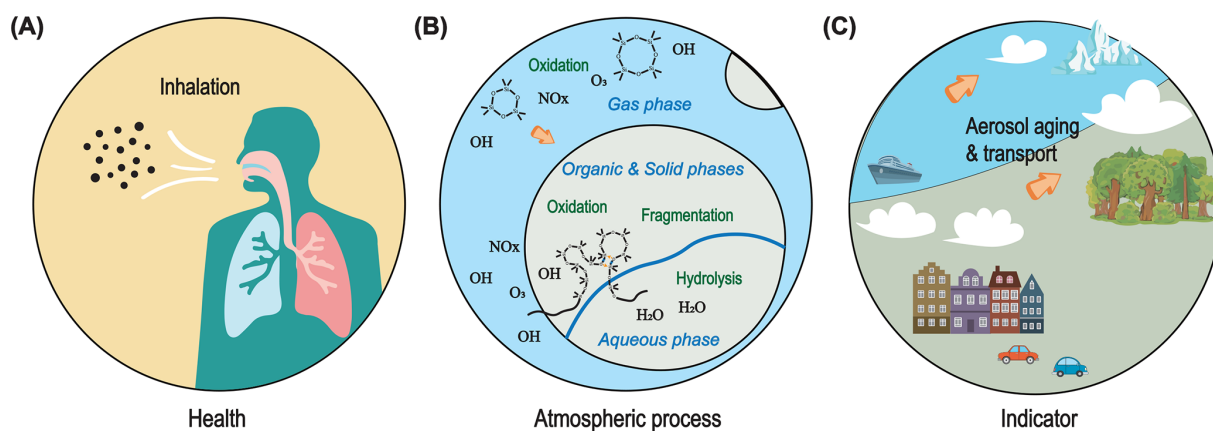 (A)
Inhalation
Health
(B)
Oxidation
OH
O₃
NOx
Gas phase
OH
Organic & Solid phases
Oxidation
Fragmentation
NOx
OH
OH
Hydrolysis
O₃
H₂O
H₂O
OH
Aqueous phase
Atmospheric process
(C)
Aerosol aging
& transport
Indicator